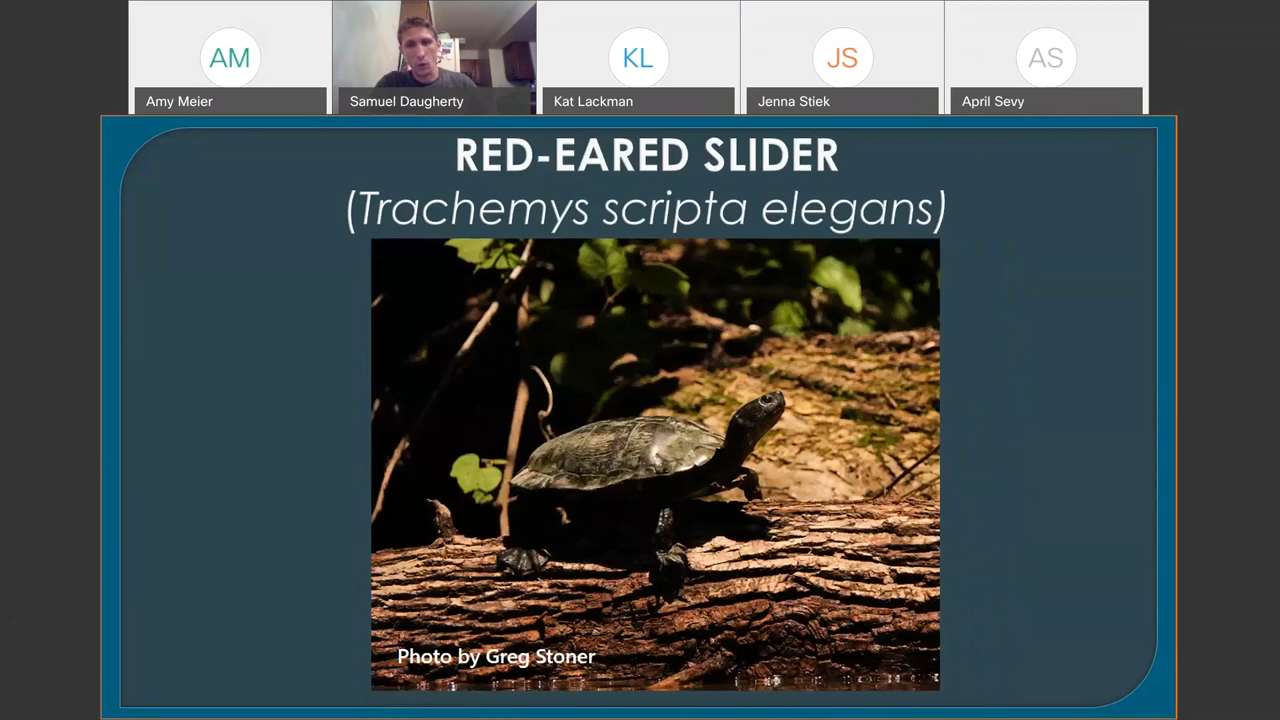 AM
Amy Meier
Samuel Daugherty
KL
Kat Lackman
JS
Jenna Stiek
AS
April Sevy
RED-EARED SLIDER
(Trachemys scripta elegans)
Photo by Greg Stoner